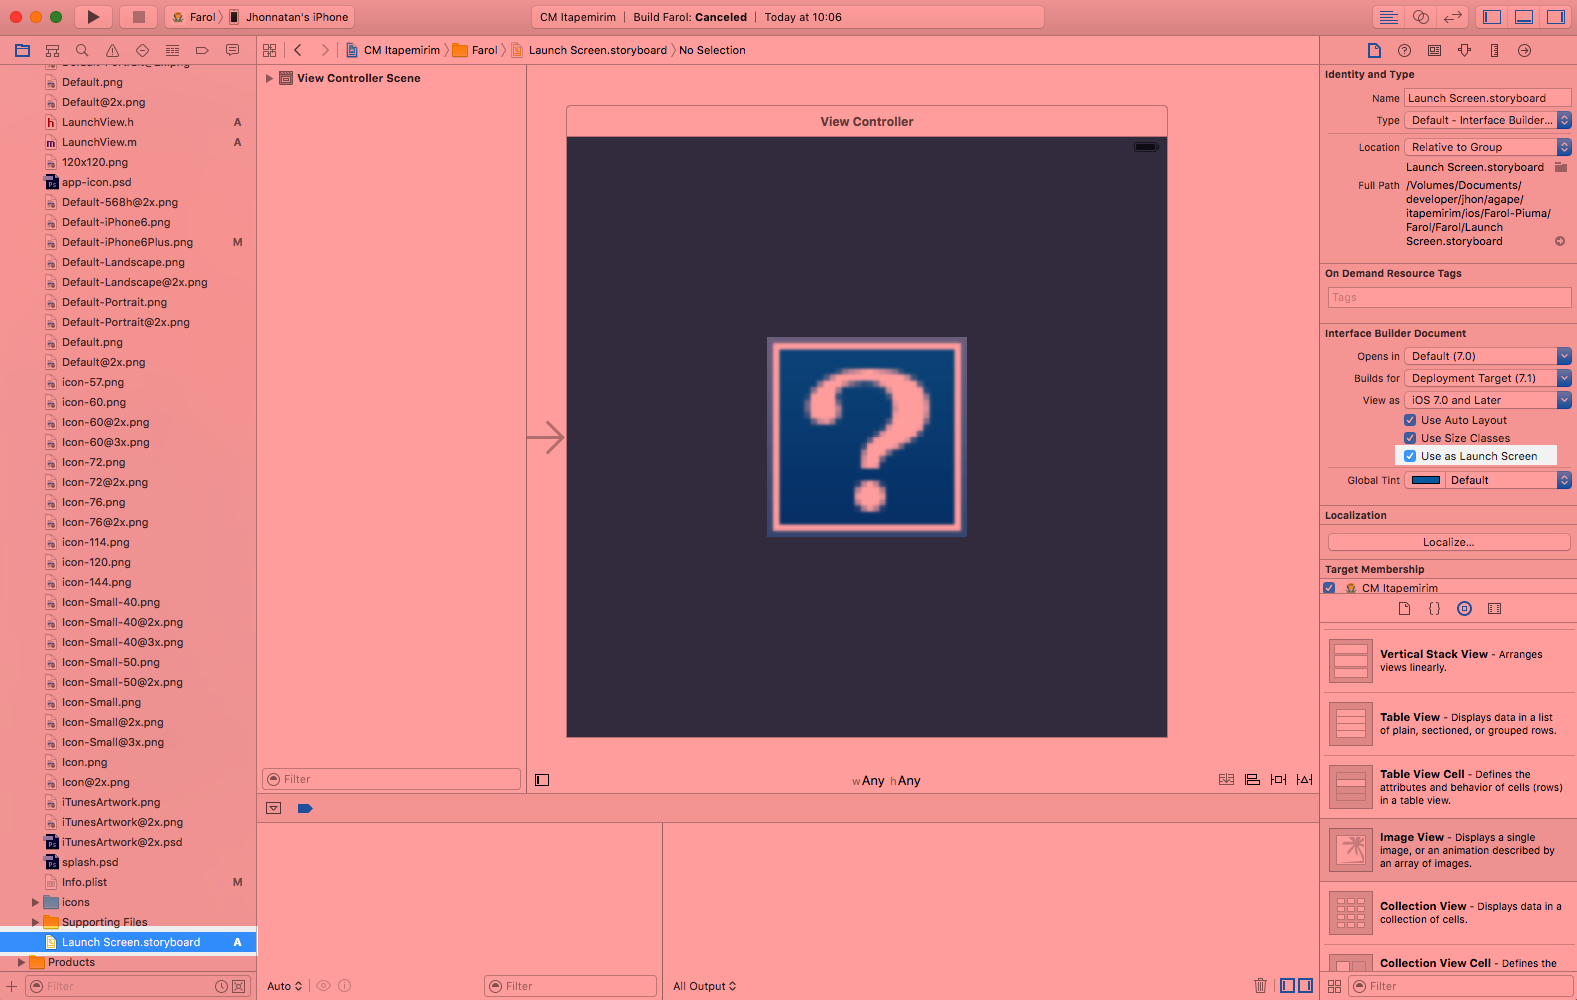 Farol
Jhonnatan's iPhone
CM Itapemirim | Build Farol: Canceled | Today at 10:06
CM Itapemirim
Farol
Launch Screen.storyboard
No Selection
Default.png
Default@2x.png
LaunchView.h A
LaunchView.m A
120x120.png
app-icon.psd
Default-568h@2x.png
Default-iPhone6.png
Default-iPhone6Plus.png M
Default-Landscape.png
Default-Landscape@2x.png
Default-Portrait.png
Default-Portrait@2x.png
Default.png
Default@2x.png
icon-57.png
icon-60.png
Icon-60@2x.png
Icon-60@3x.png
Icon-72.png
Icon-72@2x.png
Icon-76.png
Icon-76@2x.png
icon-114.png
icon-120.png
icon-144.png
Icon-Small-40.png
Icon-Small-40@2x.png
Icon-Small-40@3x.png
Icon-Small-50.png
Icon-Small-50@2x.png
Icon-Small.png
Icon-Small@2x.png
Icon-Small@3x.png
Icon.png
Icon@2x.png
iTunesArtwork.png
iTunesArtwork@2x.png
iTunesArtwork@2x.psd
splash.psd
Info.plist M
icons
Supporting Files
Launch Screen.storyboard A
Products
Filter
View Controller Scene
Filter
View Controller
?
wAny hAny
Auto
Filter
All Output
Identity and Type
Name Launch Screen.storyboard
Type Default - Interface Builder...
Location Relative to Group
Launch Screen.storyboard
Full Path /Volumes/Documents/
developer/jhon/agape/
itapemirim/ios/Farol-Piuma/
Farol/Farol/Launch
Screen.storyboard
On Demand Resource Tags
Tags
Interface Builder Document
Opens in Default (7.0)
Builds for Deployment Target (7.1)
View as iOS 7.0 and Later
Use Auto Layout
Use Size Classes
Use as Launch Screen
Global Tint Default
Localization
Localize...
Target Membership
CM Itapemirim
Vertical Stack View - Arranges
views linearly.
Table View - Displays data in a list
of plain, sectioned, or grouped rows.
Table View Cell - Defines the
attributes and behavior of cells (rows)
in a table view.
Image View - Displays a single
image, or an animation described by
an array of images.
Collection View - Displays data in a
collection of cells.
Collection View Cell - Defines the
Filter